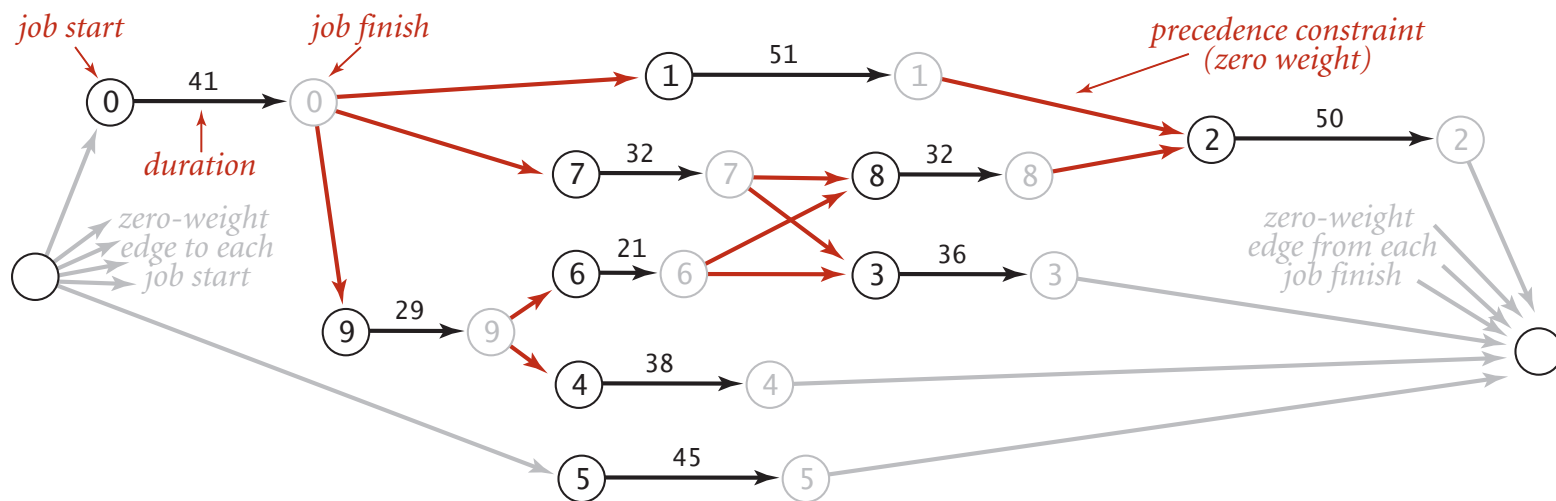 job start
job finish
precedence constraint
(zero weight)
41
51
50
0
0
1
1
2
2
duration
32
32
7
7
8
8
zero-weight
edge to each
job start
zero-weight
edge from each
job finish
21
36
6
6
3
3
29
9
9
38
4
4
45
5
5